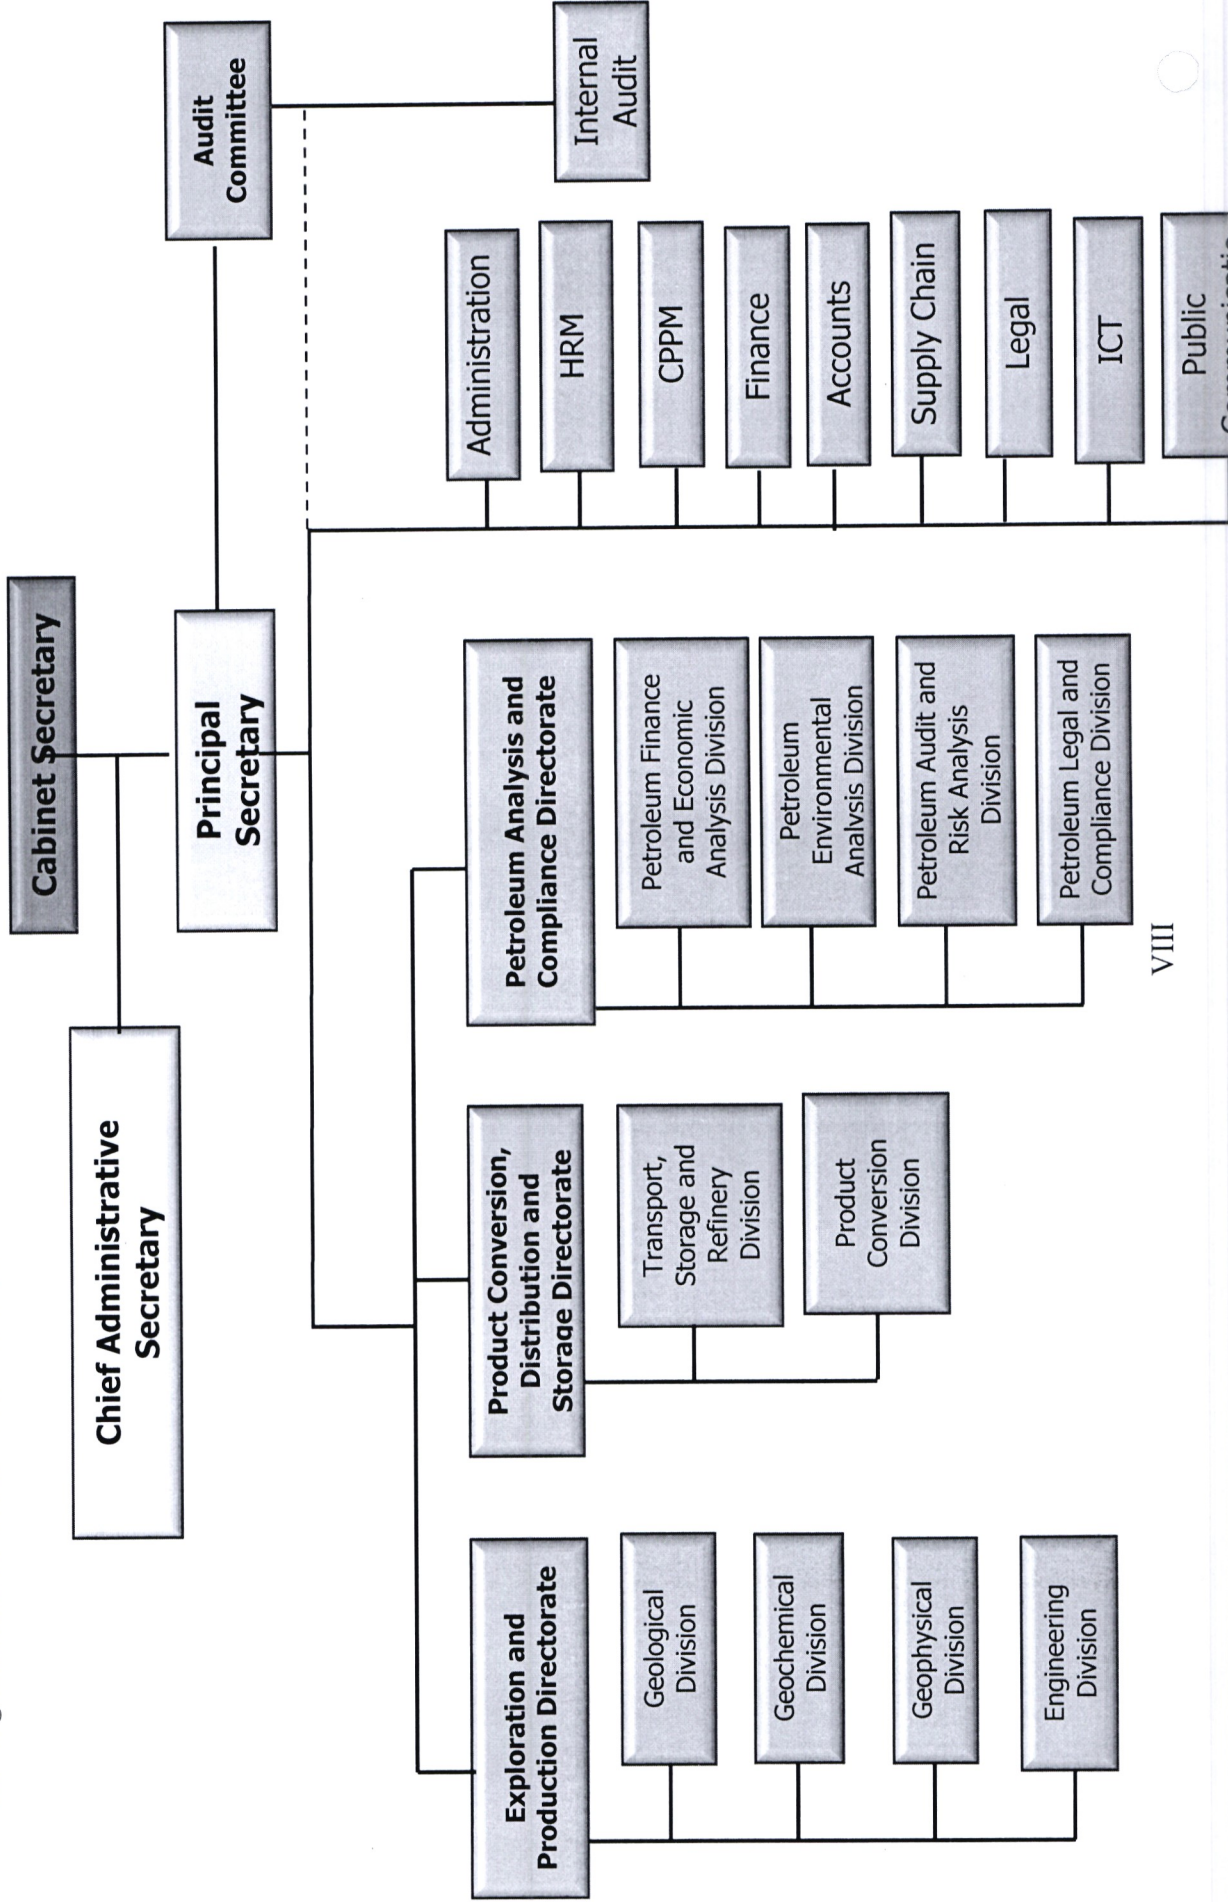 Cabinet Secretary
Chief Administrative
Secretary
Principal
Secretary
Audit
Committee
Internal
Audit
Exploration and
Production Directorate
Geological
Division
Geochemical
Division
Geophysical
Division
Engineering
Division
Product Conversion,
Distribution and
Storage Directorate
Transport,
Storage and
Refinery
Division
Product
Conversion
Division
Petroleum Analysis and
Compliance Directorate
Petroleum Finance
and Economic
Analysis Division
Petroleum
Environmental
Analysis Division
Petroleum Audit and
Risk Analysis
Division
Petroleum Legal and
Compliance Division
Administration
HRM
CPPM
Finance
Accounts
Supply Chain
Legal
ICT
Public
VIII